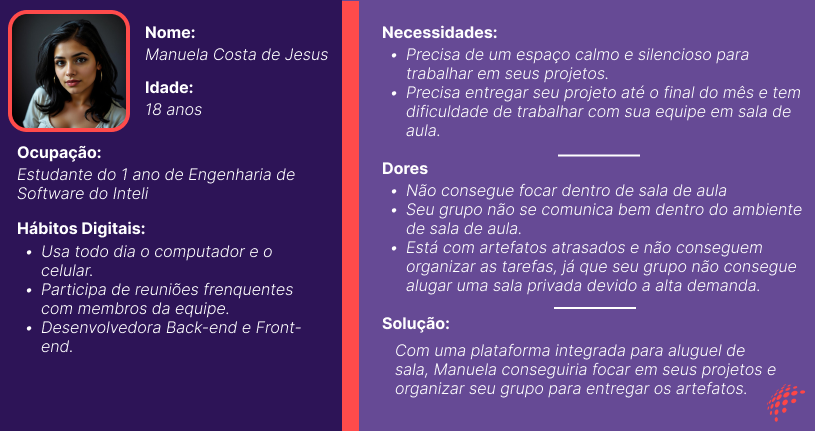 Nome:
Manuela Costa de Jesus
Idade:
18 anos
Ocupação:
Estudante do 1 ano de Engenharia de
Software do Inteli
Hábitos Digitais:
• Usa todo dia o computador e o
celular.
• Participa de reuniões frenquentes
com membros da equipe.
• Desenvolvedora Back-end e Front-
end.
Necessidades:
• Precisa de um espaço calmo e silencioso para
trabalhar em seus projetos.
• Precisa entregar seu projeto até o final do mês e tem
dificuldade de trabalhar com sua equipe em sala de
aula.
Dores
• Não consegue focar dentro de sala de aula
• Seu grupo não se comunica bem dentro do ambiente
de sala de aula.
• Está com artefatos atrasados e não conseguem
organizar as tarefas, já que seu grupo não consegue
alugar uma sala privada devido a alta demanda.
Solução:
Com uma plataforma integrada para aluguel de
sala, Manuela conseguiria focar em seus projetos e
organizar seu grupo para entregar os artefatos.